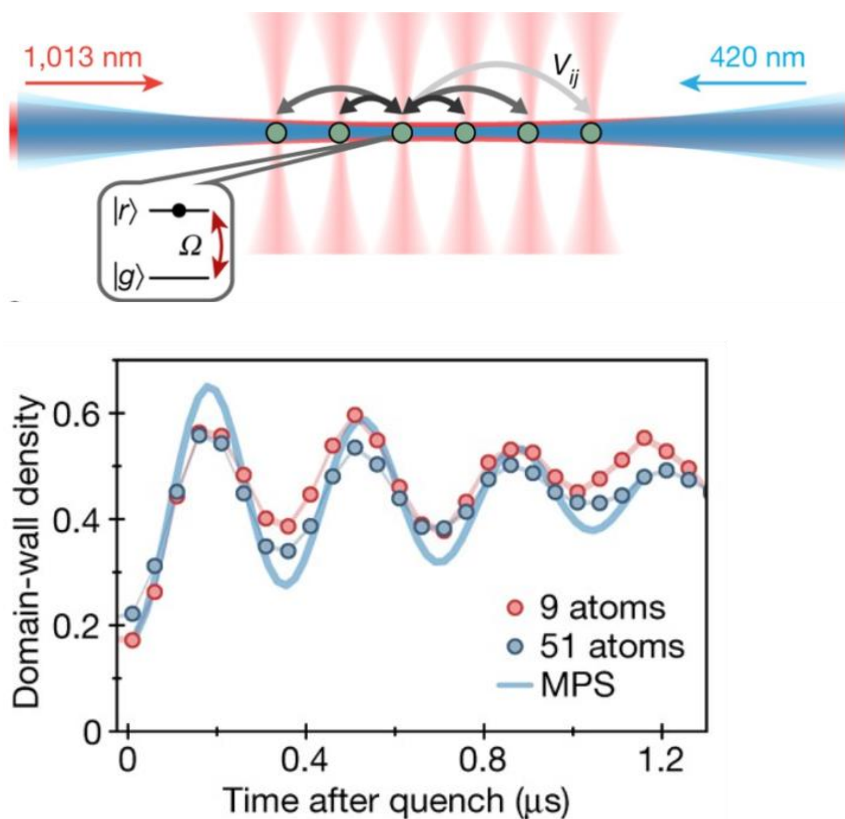 1,013 nm
V_ij
420 nm
|r⟩
Ω
|g⟩
Domain-wall density
0.6
0.4
0.2
0
9 atoms
51 atoms
MPS
0 0.4 0.8 1.2
Time after quench (μs)